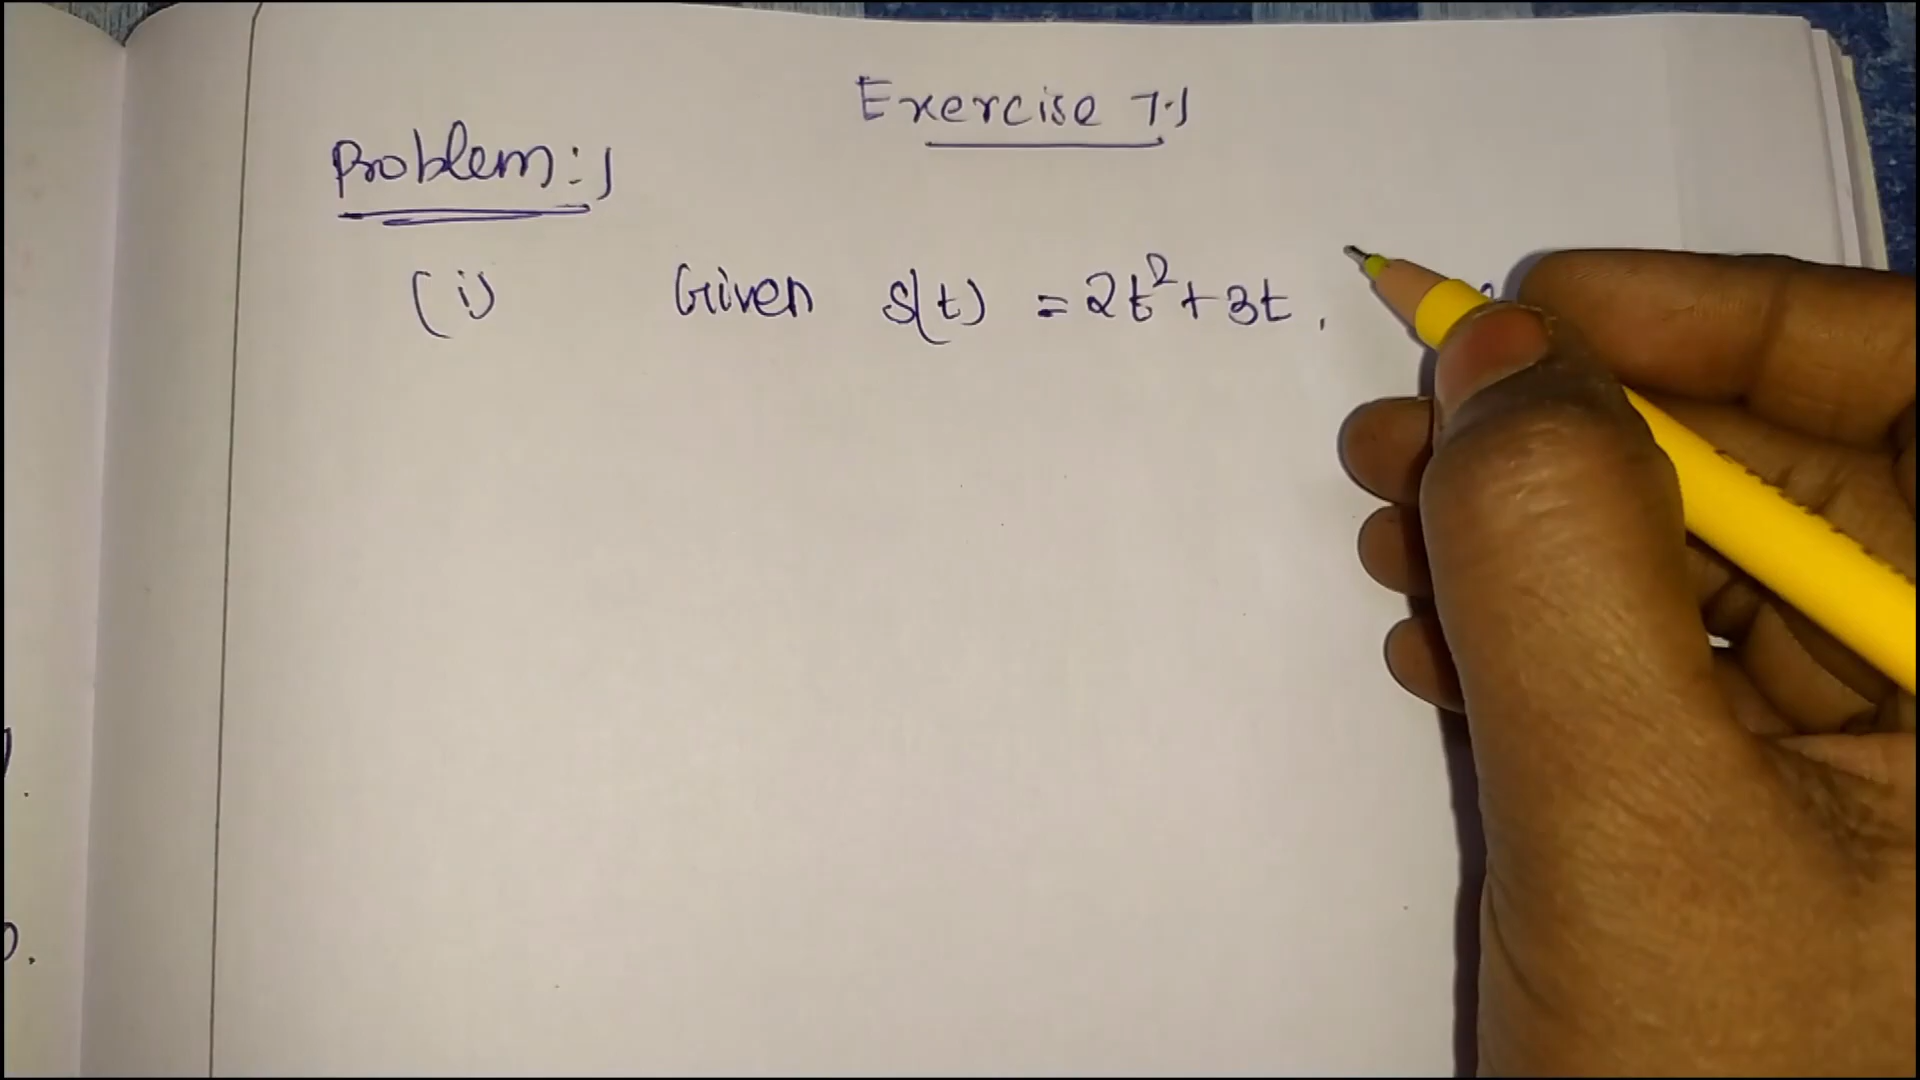 Exercise 7.1
Problem:1
(i) Given S(t) = 2t²+3t,